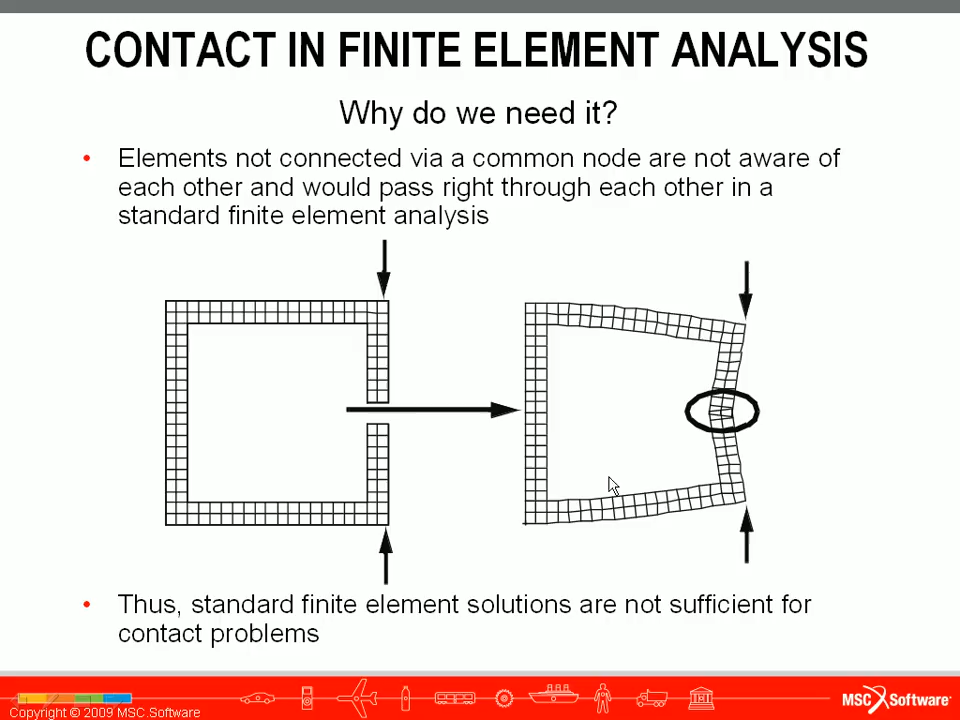 CONTACT IN FINITE ELEMENT ANALYSIS
Why do we need it?
• Elements not connected via a common node are not aware of
each other and would pass right through each other in a
standard finite element analysis
• Thus, standard finite element solutions are not sufficient for
contact problems
Copyright © 2009 MSC.Software
MSC Software